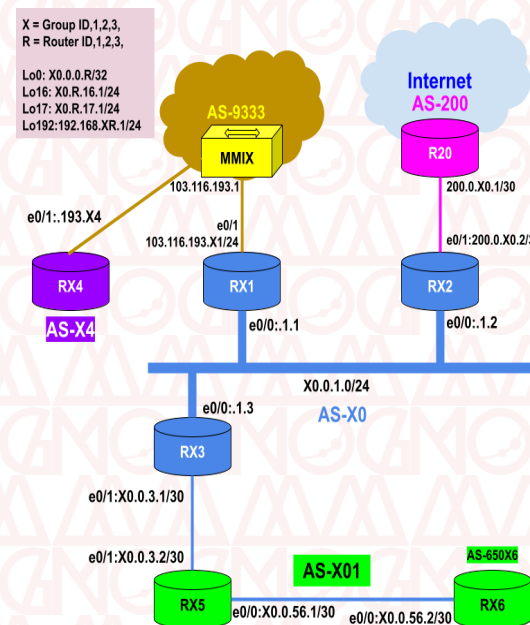 X = Group ID,1,2,3,
R = Router ID,1,2,3,
Lo0: X0.0.0.R/32
Lo16: X0.R.16.1/24
Lo17: X0.R.17.1/24
Lo192:192.168.XR.1/24
AS-9333
MMIX
103.116.193.1
Internet
AS-200
R20
200.0.X0.1/30
e0/1:.193.X4
e0/1
103.116.193.X1/24
e0/1:200.0.X0.2/
RX4
AS-X4
RX1
RX2
e0/0:.1.1
e0/0:.1.2
X0.0.1.0/24
AS-X0
e0/0:.1.3
RX3
e0/1:X0.0.3.1/30
e0/1:X0.0.3.2/30
AS-X01
AS-650X6
RX5
RX6
e0/0:X0.0.56.1/30
e0/0:X0.0.56.2/30